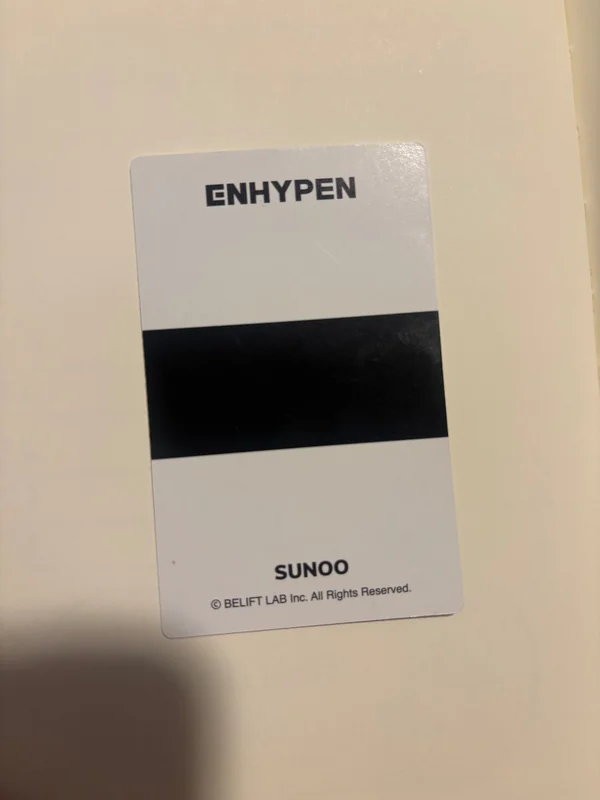 ENHYPEN
SUNOO
© BELIFT LAB Inc. All Rights Reserved.